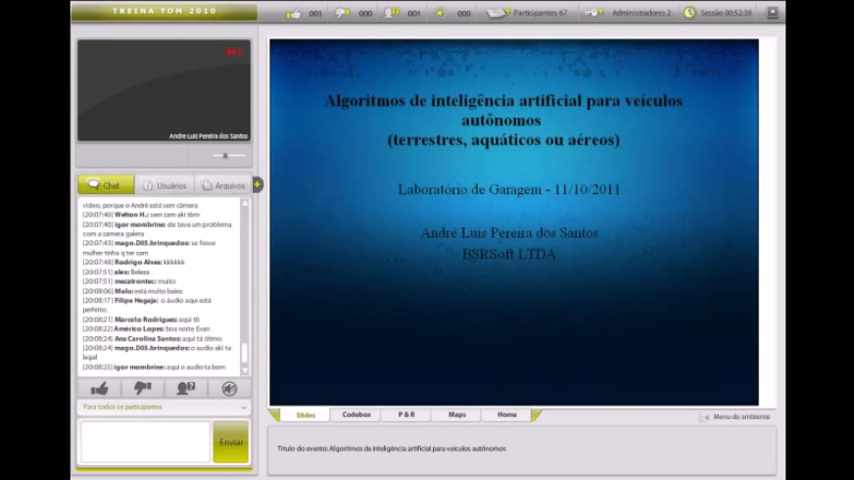 TREINA TOM 2010
001
000
001
000
Participantes 67
Administradores 2
Sessão 00:52:39
Andre Luis Pereira dos Santos
Chat
Usuários
Arquivos
vídeo, porque o André está sem câmera
[20:07:40] Welton H.: sem cam aki tbm
[20:07:40] igor mombrine: ele teve um problema
com a camera galera
[20:07:43] mago.D05.brinquedos: se fosse
mulher tinha q ter cam
[20:07:48] Rodrigo Alves: kkkkkk
[20:07:51] alex: Beleza
[20:07:51] mecatrontec: muito
[20:08:06] Malu: está muito baixo
[20:08:17] Filipe Hegaja: o áudio aqui está
perfeito.
[20:08:21] Marcelo Rodrigues: aqui tb
[20:08:22] Américo Lopes: boa noite Evan
[20:08:24] Ana Carolina Santos: aqui tá ótimo
[20:08:24] mago.D05.brinquedos: o audio aki ta
legal
[20:08:25] igor mombrine: aqui o audio ta bom
Para todos os participantes
Enviar
Algoritmos de inteligência artificial para veículos
autônomos
(terrestres, aquáticos ou aéreos)
Laboratório de Garagem - 11/10/2011
André Luis Pereira dos Santos
BSRSoft LTDA
Slides
Codebox
P & R
Maps
Home
Menu do ambiente
Título do evento: Algoritmos de inteligência artificial para veículos autônomos